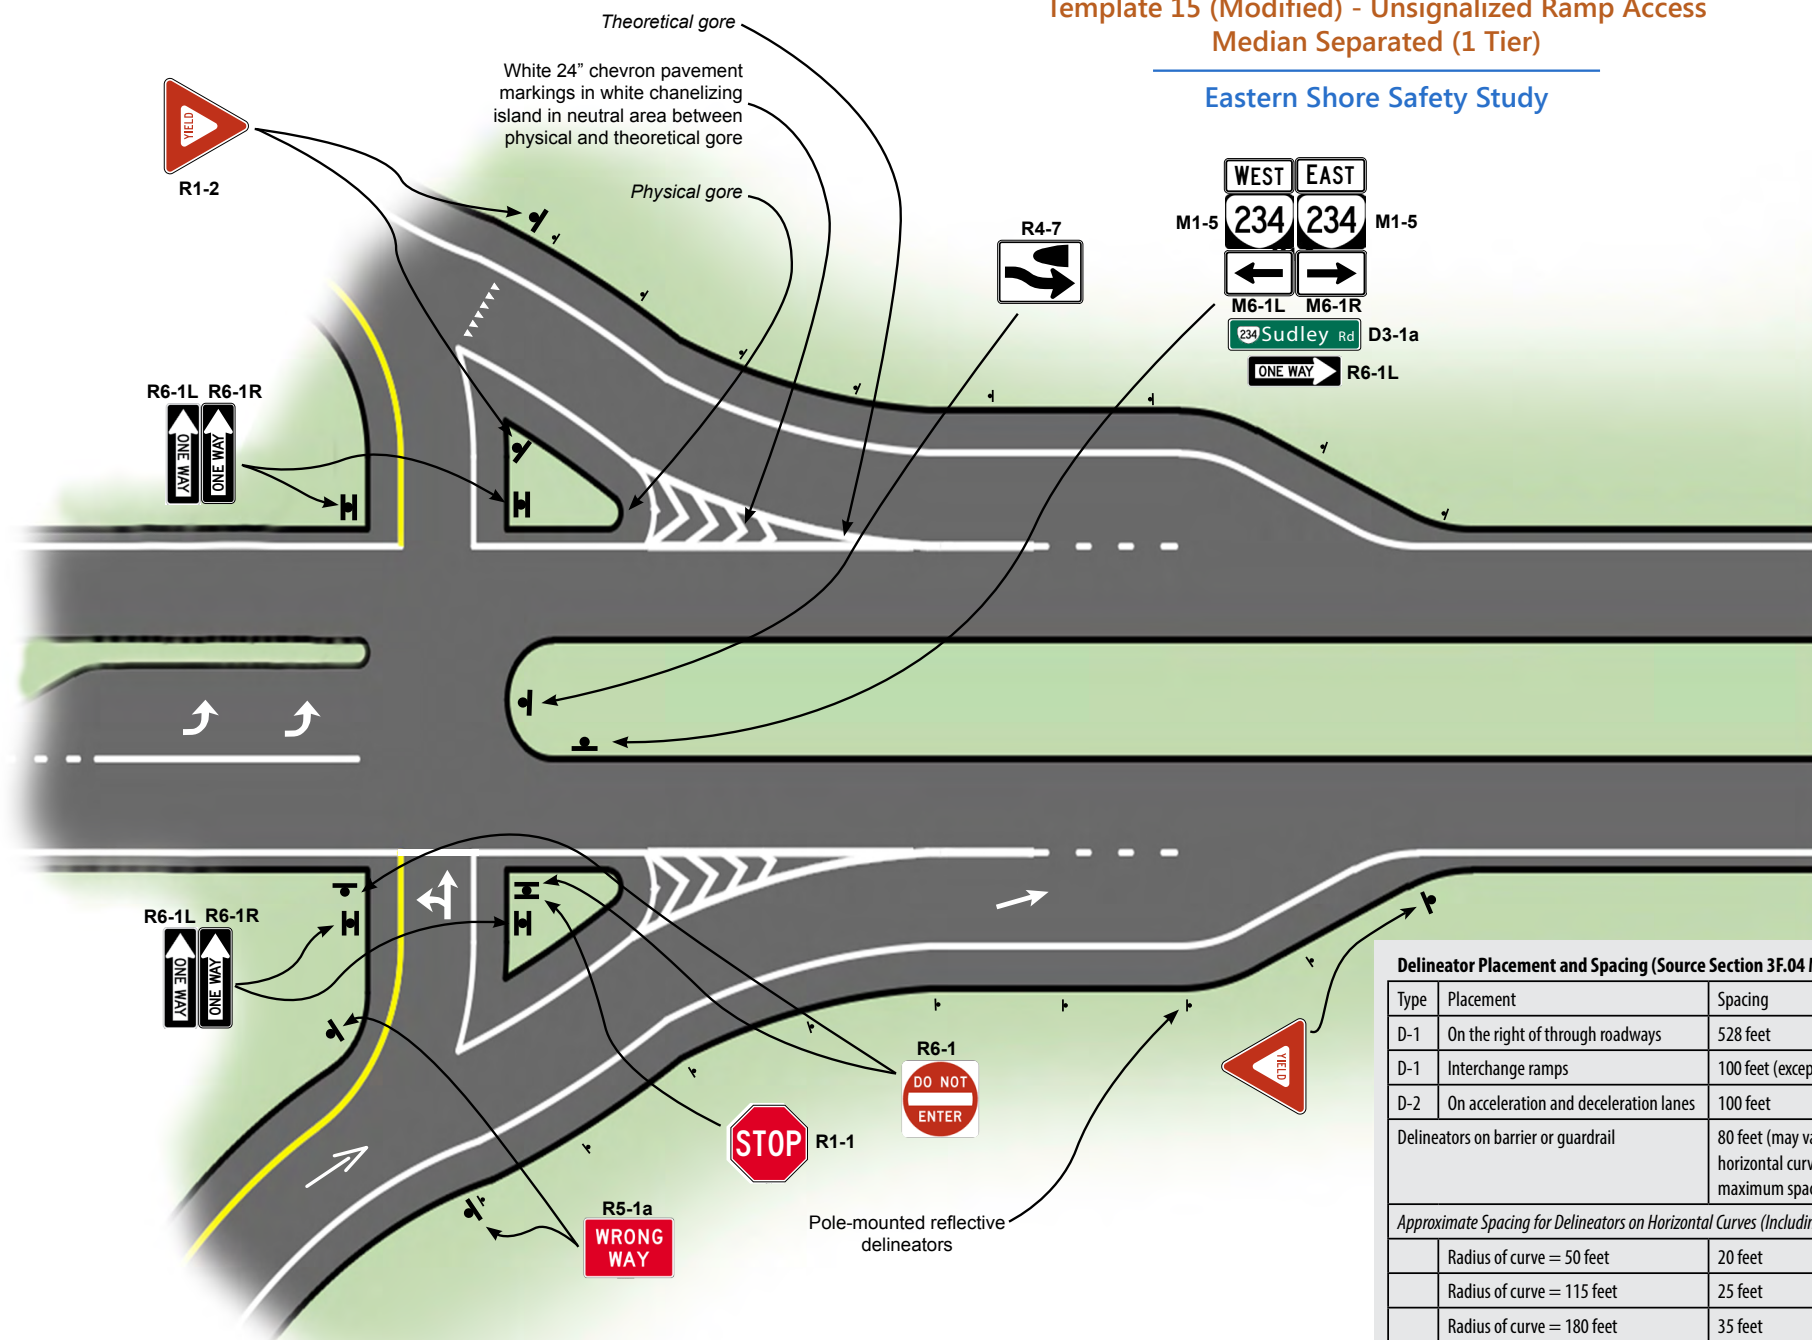 Template 15 (Modified) - Unsignalized Ramp Access
Median Separated (1 Tier)
Eastern Shore Safety Study
Theoretical gore
White 24” chevron pavement
markings in white chanelizing
island in neutral area between
physical and theoretical gore
Physical gore
YIELD
R1-2
R4-7
WEST EAST
M1-5 234 234 M1-5
M6-1L M6-1R
234 Sudley Rd D3-1a
ONE WAY R6-1L
R6-1L R6-1R
ONE WAY ONE WAY
R6-1L R6-1R
ONE WAY ONE WAY
R6-1
DO NOT
ENTER
STOP R1-1
R5-1a
WRONG
WAY
Pole-mounted reflective
delineators
YIELD
Delineator Placement and Spacing (Source Section 3F.04
Type Placement Spacing
D-1 On the right of through roadways 528 feet
D-1 Interchange ramps 100 feet
D-2 On acceleration and deceleration lanes 100 feet
Delineators on barrier or guardrail 80 feet (may
horizontal
maximum
Approximate Spacing for Delineators on Horizontal Curves
Radius of curve = 50 feet 20 feet
Radius of curve = 115 feet 25 feet
Radius of curve = 180 feet 35 feet